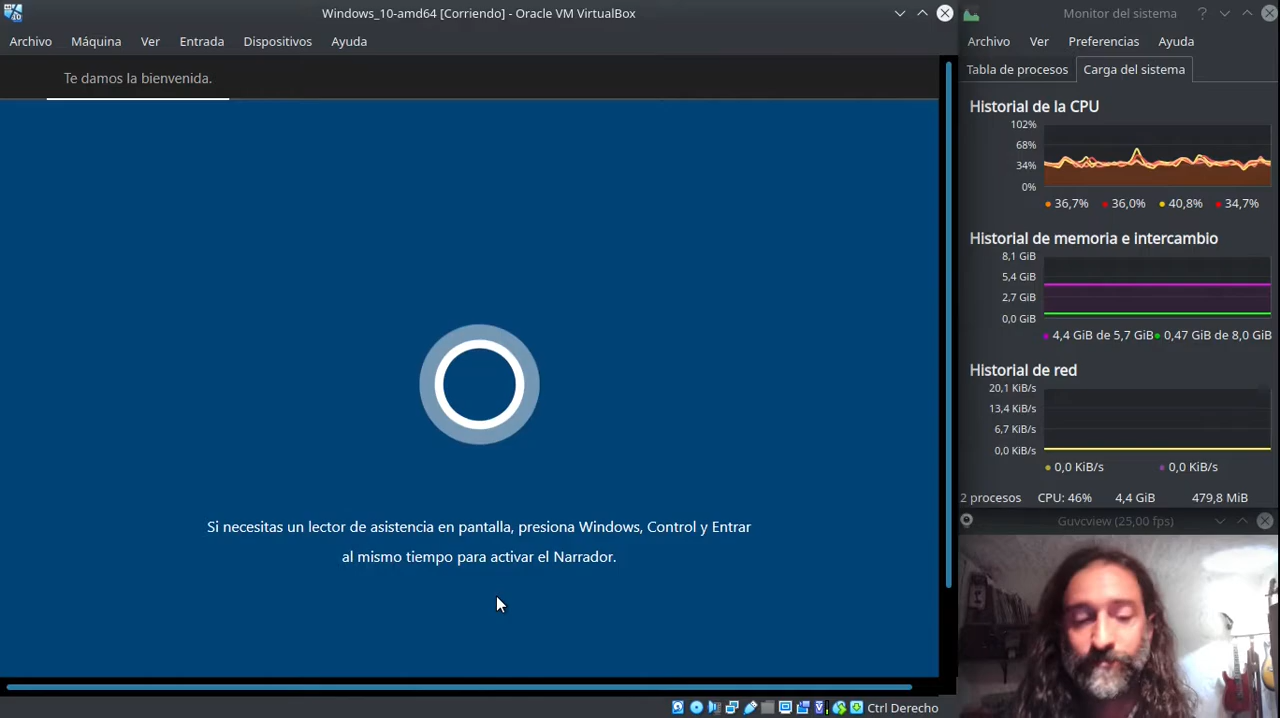 Windows_10-amd64 [Corriendo] - Oracle VM VirtualBox
Archivo Máquina Ver Entrada Dispositivos Ayuda
Te damos la bienvenida.
Si necesitas un lector de asistencia en pantalla, presiona Windows, Control y Entrar
al mismo tiempo para activar el Narrador.
Ctrl Derecho
Monitor del sistema
Archivo Ver Preferencias Ayuda
Tabla de procesos Carga del sistema
Historial de la CPU
102%
68%
34%
0%
36,7% 36,0% 40,8% 34,7%
Historial de memoria e intercambio
8,1 GiB
5,4 GiB
2,7 GiB
0,0 GiB
4,4 GiB de 5,7 GiB 0,47 GiB de 8,0 GiB
Historial de red
20,1 KiB/s
13,4 KiB/s
6,7 KiB/s
0,0 KiB/s
0,0 KiB/s 0,0 KiB/s
2 procesos CPU: 46% 4,4 GiB 479,8 MiB
Guvcview (25,00 fps)